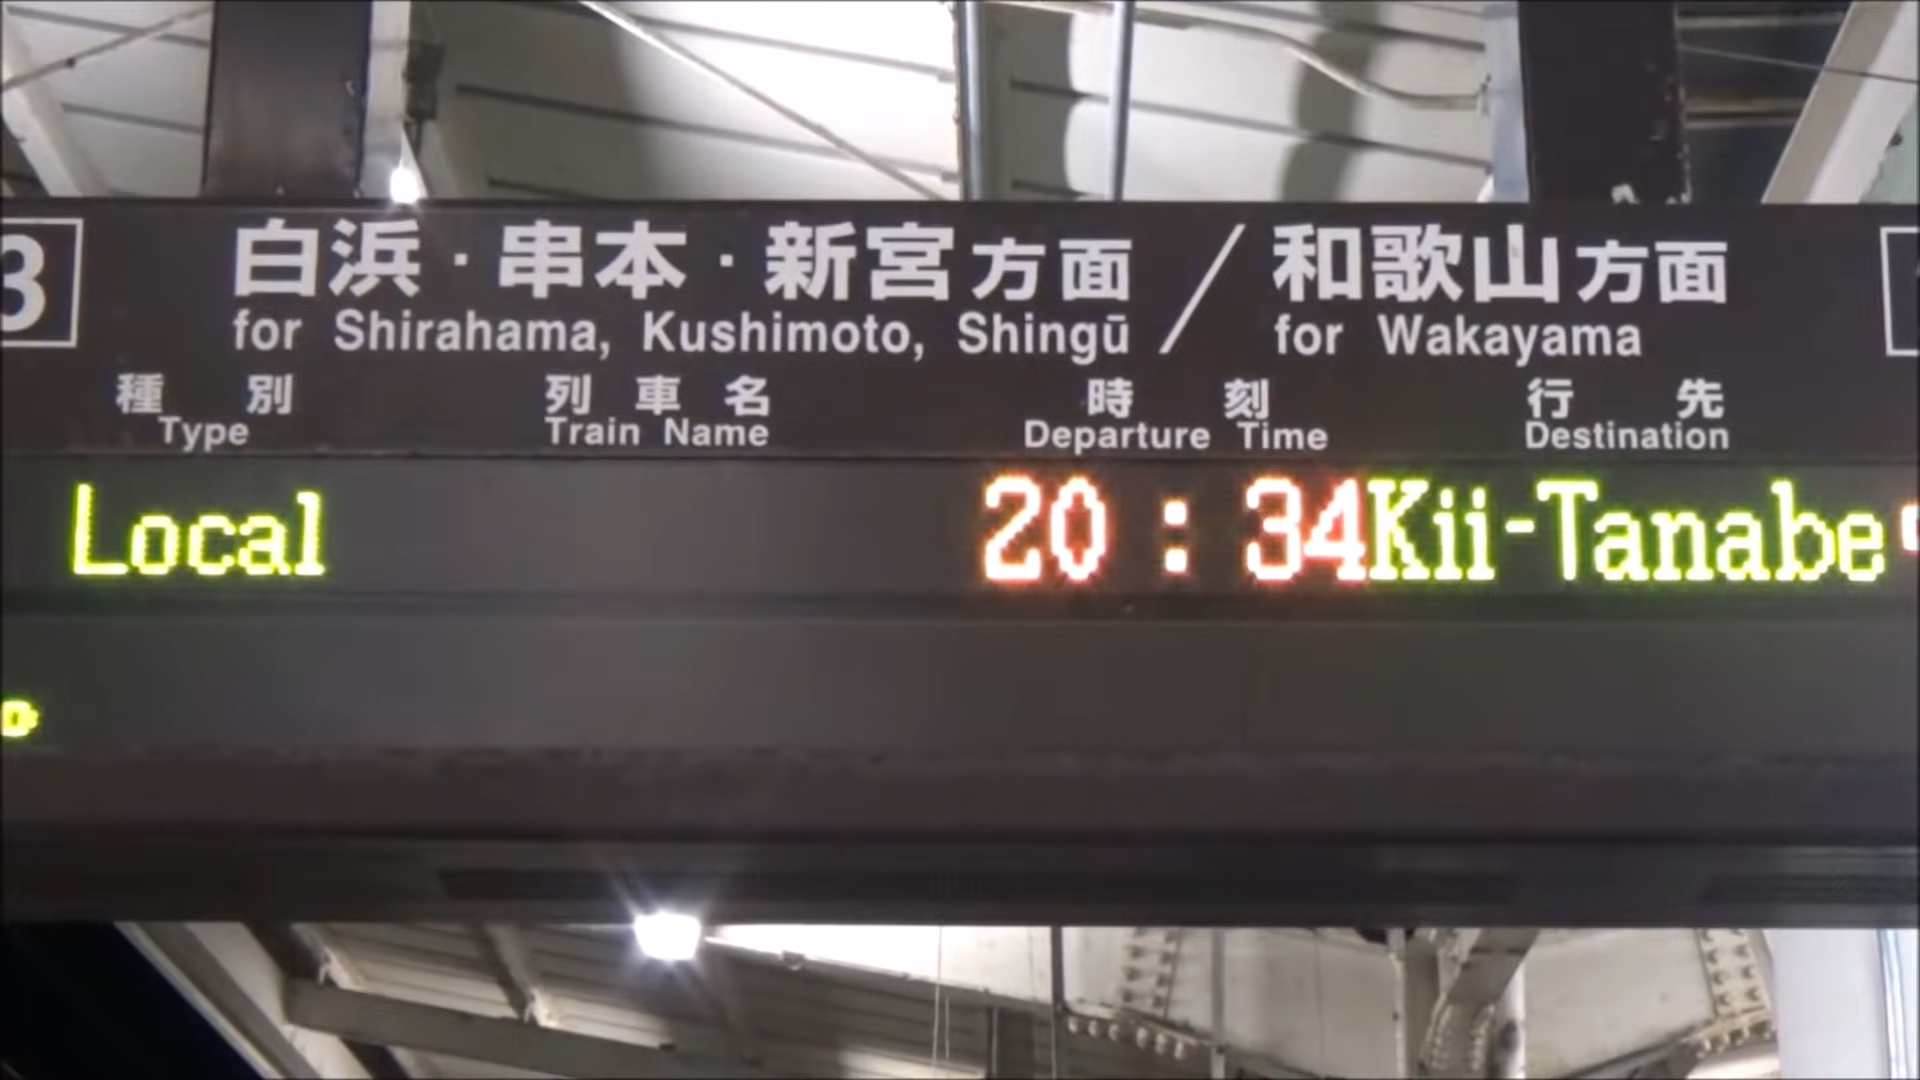 3 白浜・串本・新宮方面／和歌山方面
for Shirahama, Kushimoto, Shingū / for Wakayama
種別 列車名 時刻 行先
Type Train Name Departure Time Destination
Local 20:34 Kii-Tanabe